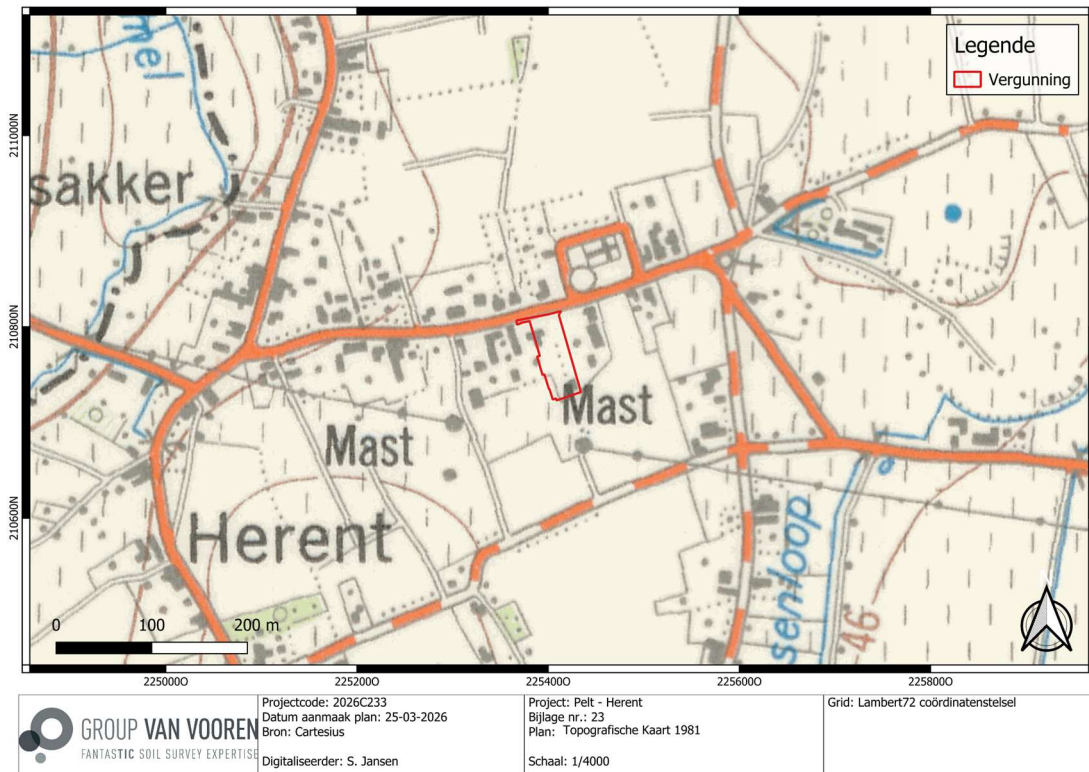 Legende
Vergunning
211000N
210800N
210600N
mel
sakker
Mast
Mast
Herent
senloop
46
0 100 200 m
2250000 2252000 2254000 2256000 2258000
GROUP VAN VOOREN
FANTASTIC SOIL SURVEY EXPERTISE
Projectcode: 2026C233
Datum aanmaak plan: 25-03-2026
Bron: Cartesius
Digitaliseerder: S. Jansen
Project: Pelt - Herent
Bijlage nr.: 23
Plan: Topografische Kaart 1981
Schaal: 1/4000
Grid: Lambert72 coördinatenstelsel